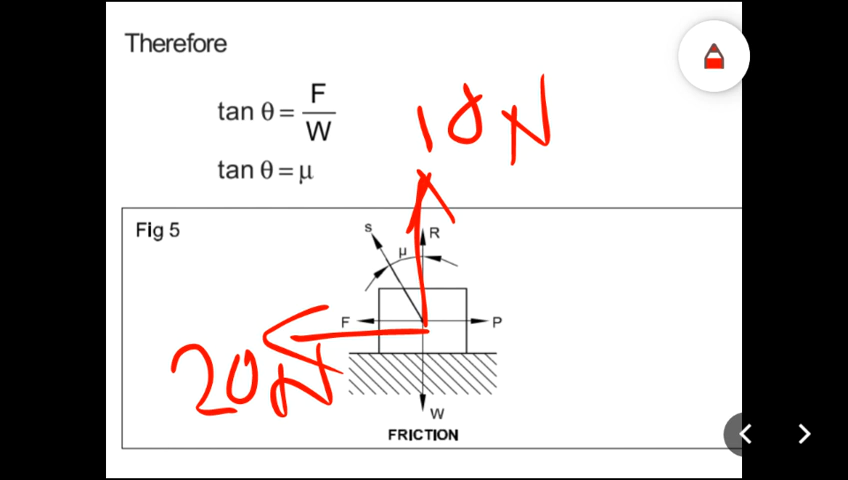 Therefore
tan θ = F
W
tan θ = μ
10N
Fig 5
s
R
μ
F
P
20N
W
FRICTION